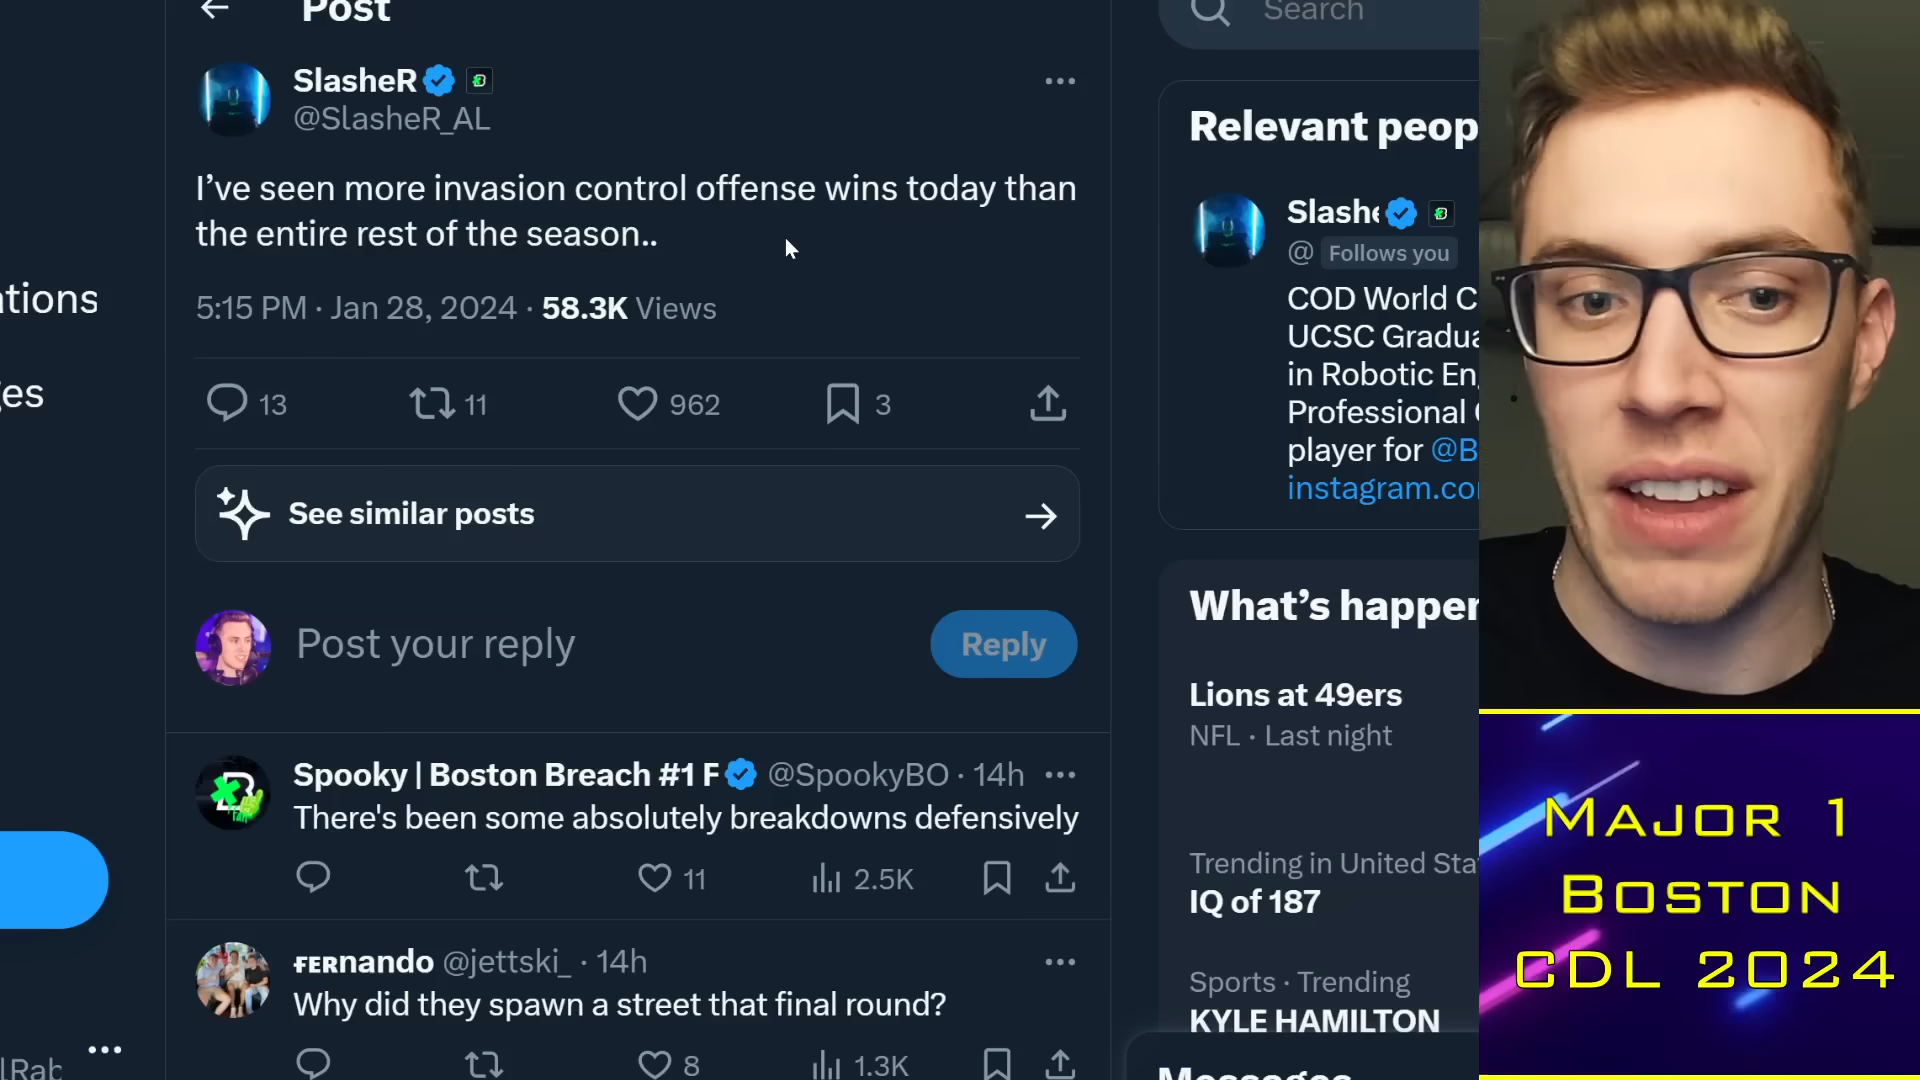 Post
Search
SlasheR
@SlasheR_AL
I've seen more invasion control offense wins today than
the entire rest of the season..
5:15 PM · Jan 28, 2024 · 58.3K Views
13
11
962
3
See similar posts
Post your reply
Reply
Spooky | Boston Breach #1 F
@SpookyBO · 14h
There's been some absolutely breakdowns defensively
11
2.5K
ꜰᴇʀnando @jettski_ · 14h
Why did they spawn a street that final round?
8
1.3K
ations
es
lRab
Relevant peop
Slashe
@ Follows you
COD World C
UCSC Gradua
in Robotic En
Professional
player for @B
instagram.co
What's happen
Lions at 49ers
NFL · Last night
Trending in United Sta
IQ of 187
Sports · Trending
KYLE HAMILTON
Messages
MAJOR 1
BOSTON
CDL 2024